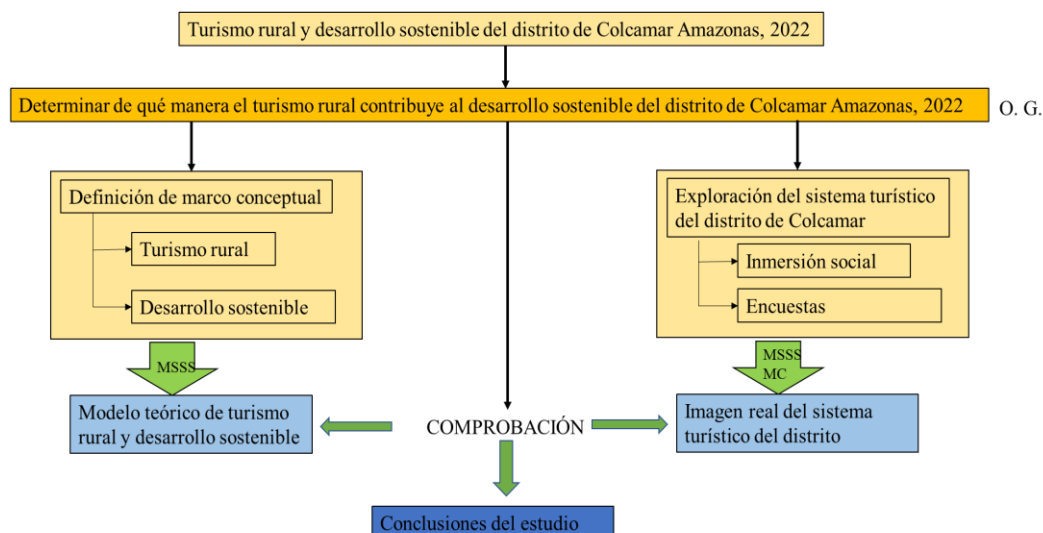 Turismo rural y desarrollo sostenible del distrito de Colcamar Amazonas, 2022
Determinar de qué manera el turismo rural contribuye al desarrollo sostenible del distrito de Colcamar Amazonas, 2022
O. G.
Definición de marco conceptual
Turismo rural
Desarrollo sostenible
Exploración del sistema turístico
del distrito de Colcamar
Inmersión social
Encuestas
MSSS
MSSS
MC
Modelo teórico de turismo
rural y desarrollo sostenible
COMPROBACIÓN
Imagen real del sistema
turístico del distrito
Conclusiones del estudio